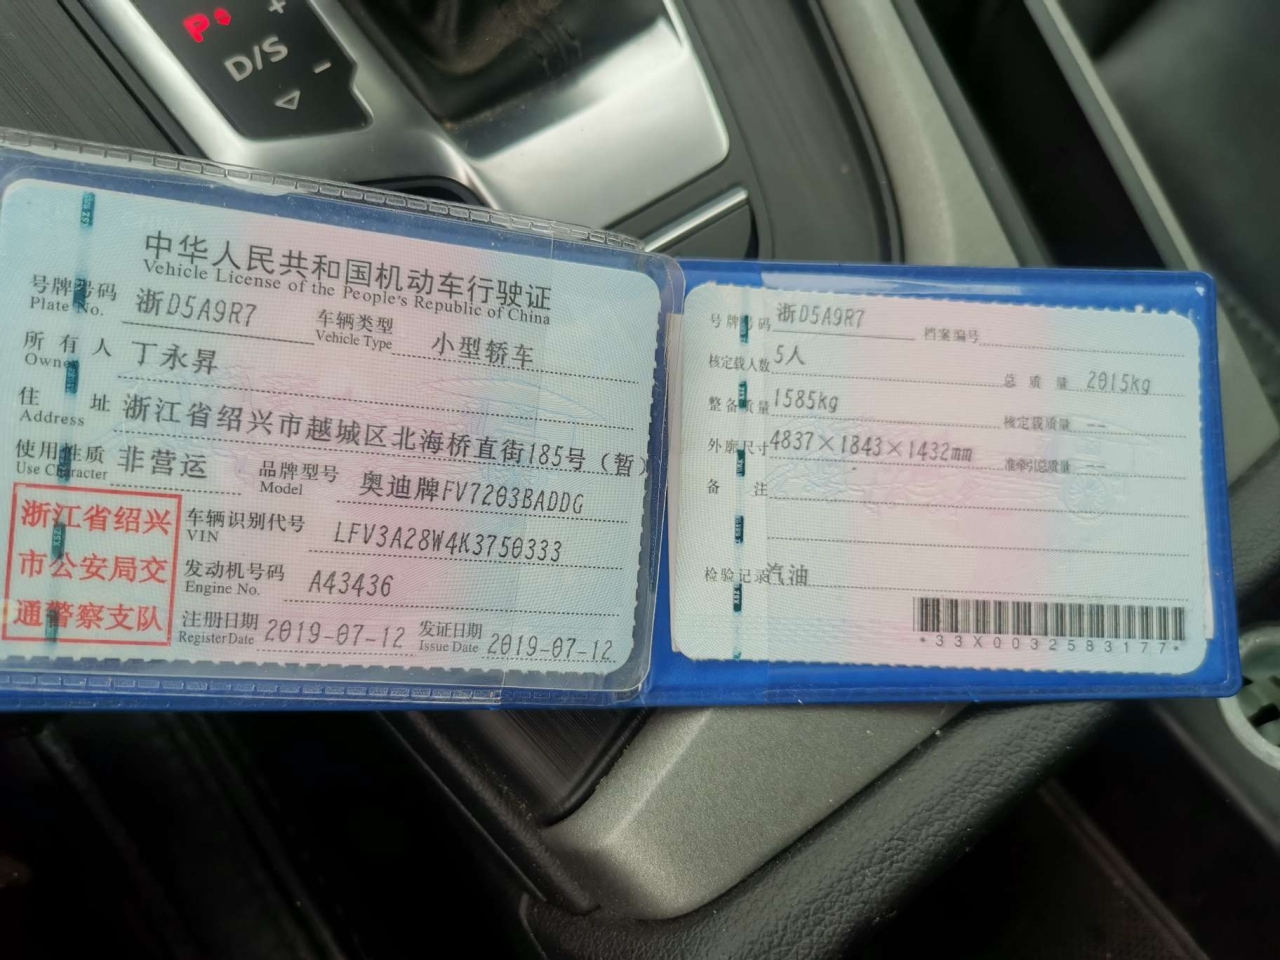 P
+
D/S
−
中华人民共和国机动车行驶证
Vehicle License of the People's Republic of China
号牌号码 浙D5A9R7 车辆类型 小型轿车
Plate No. Vehicle Type
所有人 丁永昇
Owner
住址 浙江省绍兴市越城区北海桥直街185号(暂)
Address
使用性质 非营运 品牌型号 奥迪牌FV7203BADDG
Use Character Model
浙江省绍兴
市公安局交
通警察支队
车辆识别代号 LFV3A28W4K3750333
VIN
发动机号码 A43436
Engine No.
注册日期 2019-07-12 发证日期 2019-07-12
Register Date Issue Date
号牌号码 浙D5A9R7 档案编号
核定载人数 5人 总质量 2015kg
整备质量 1585kg 核定载质量 --
外廓尺寸 4837×1843×1432mm 准牵引总质量 --
备注
检验记录 汽油
*33X003258317​7*